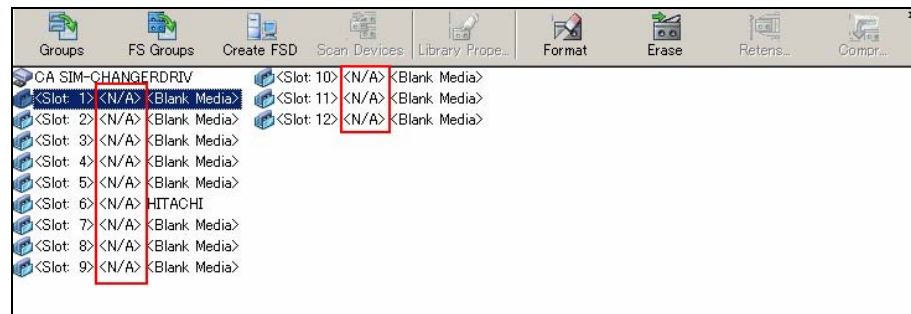 Groups FS Groups Create FSD Scan Devices Library Prope... Format Erase Retens... Compr...
CA SIM-CHANGERDRIV
<Slot: 1> <N/A> <Blank Media>
<Slot: 2> <N/A> <Blank Media>
<Slot: 3> <N/A> <Blank Media>
<Slot: 4> <N/A> <Blank Media>
<Slot: 5> <N/A> <Blank Media>
<Slot: 6> <N/A> HITACHI
<Slot: 7> <N/A> <Blank Media>
<Slot: 8> <N/A> <Blank Media>
<Slot: 9> <N/A> <Blank Media>
<Slot: 10> <N/A> <Blank Media>
<Slot: 11> <N/A> <Blank Media>
<Slot: 12> <N/A> <Blank Media>